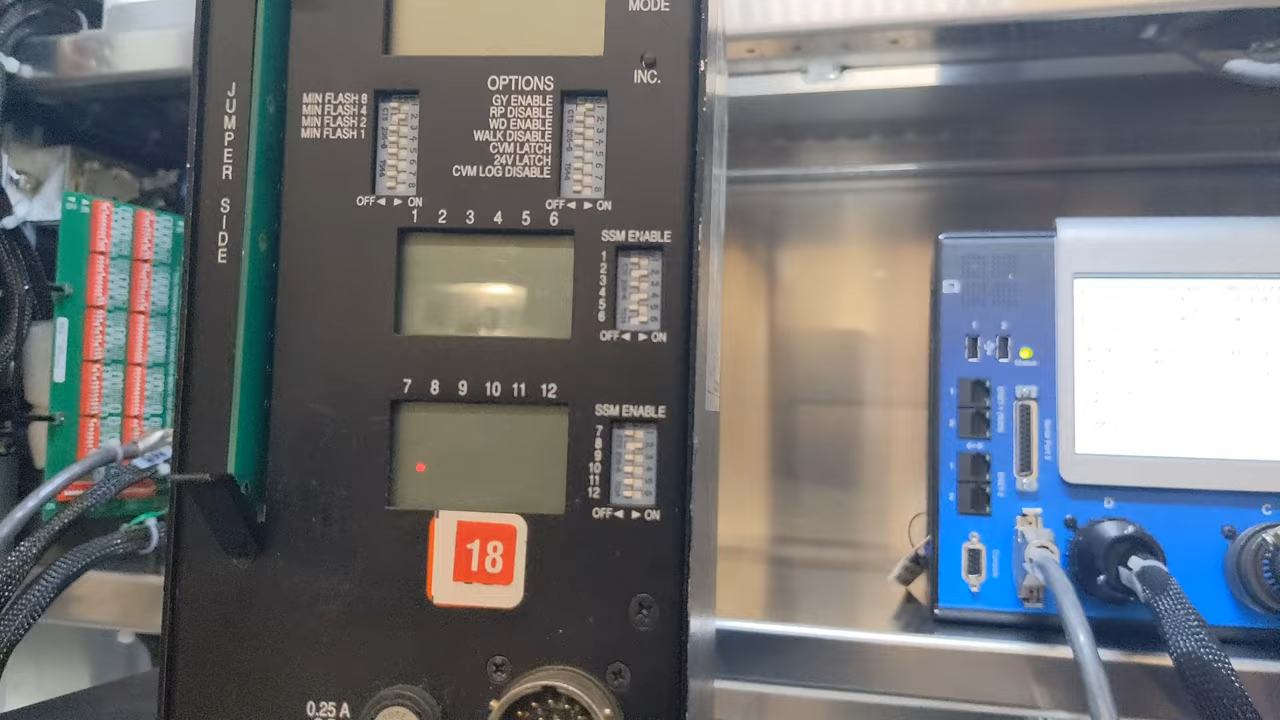 MODE
INC.
JUMPER SIDE
OPTIONS
MIN FLASH 8
MIN FLASH 4
MIN FLASH 2
MIN FLASH 1
GY ENABLE
RP DISABLE
WD ENABLE
WALK DISABLE
CVM LATCH
24V LATCH
CVM LOG DISABLE
OFF ◄ ► ON
OFF ◄ ► ON
1 2 3 4 5 6
SSM ENABLE
1
2
3
4
5
6
OFF ◄ ► ON
7 8 9 10 11 12
SSM ENABLE
7
8
9
10
11
12
OFF ◄ ► ON
18
0.25 A
D
C